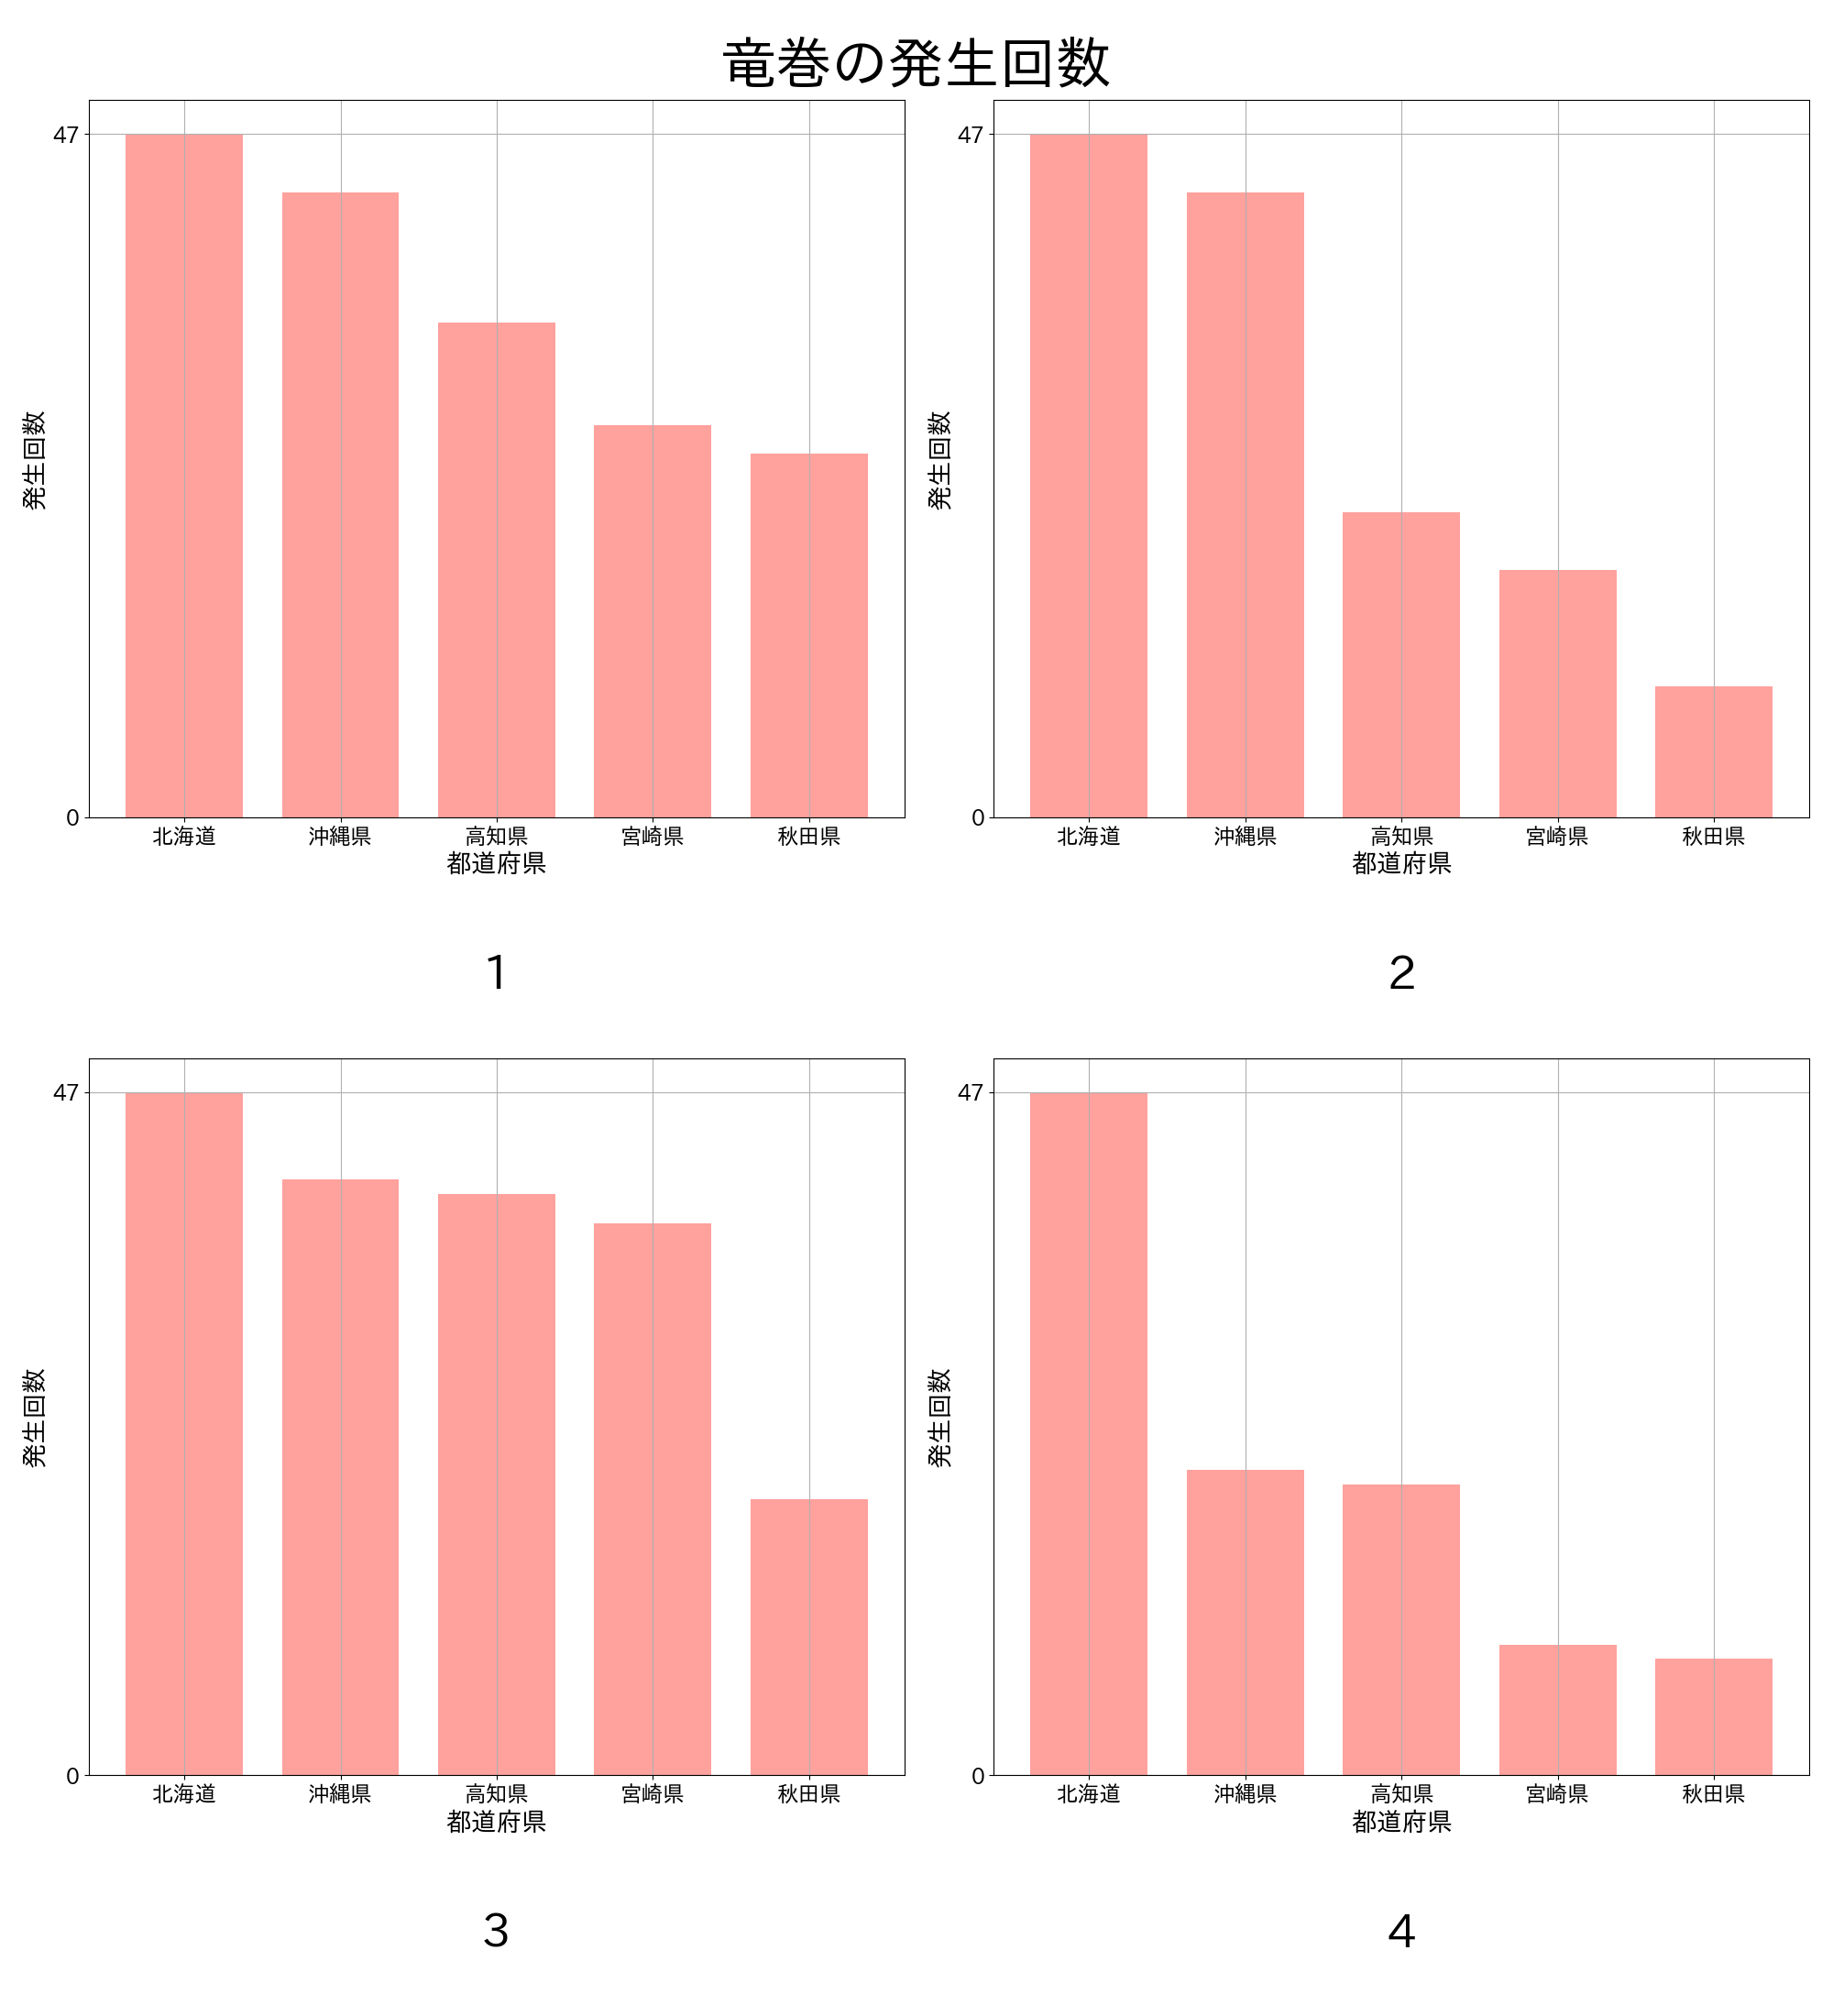 竜巻の発生回数
47
0
発生回数
北海道 沖縄県 高知県 宮崎県 秋田県
都道府県
1
47
0
発生回数
北海道 沖縄県 高知県 宮崎県 秋田県
都道府県
2
47
0
発生回数
北海道 沖縄県 高知県 宮崎県 秋田県
都道府県
3
47
0
発生回数
北海道 沖縄県 高知県 宮崎県 秋田県
都道府県
4